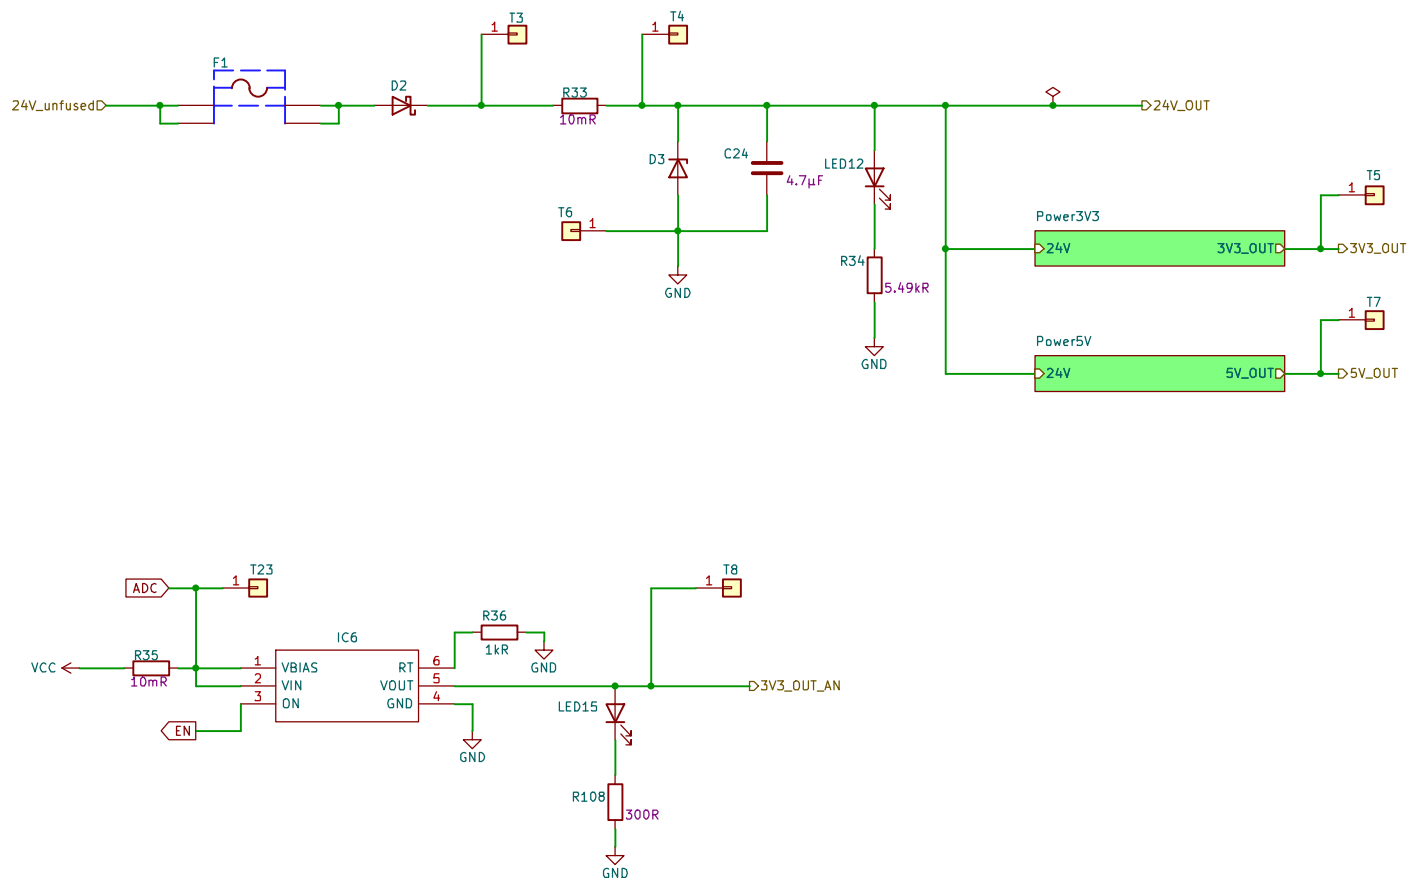 T3
1
T4
1
F1
D2
24V_unfused
R33
10mR
24V_OUT
D3
C24
4.7µF
LED12
T6
1
GND
R34
5.49kR
GND
T5
1
Power3V3
24V
3V3_OUT
3V3_OUT
T7
1
Power5V
24V
5V_OUT
5V_OUT
ADC
T23
1
T8
1
R36
1kR
GND
IC6
VCC
R35
10mR
1
VBIAS
RT
6
2
VIN
VOUT
5
3
ON
GND
4
EN
GND
3V3_OUT_AN
LED15
R108
300R
GND